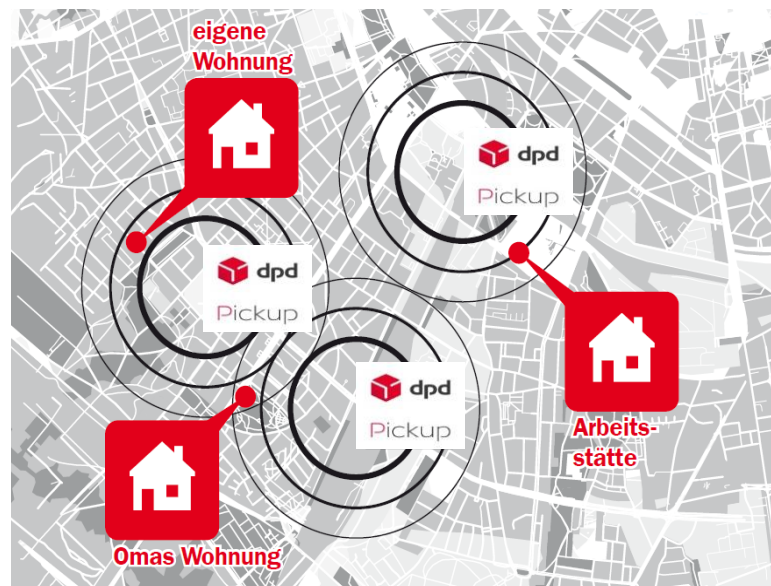 eigene
Wohnung
dpd
Pickup
dpd
Pickup
dpd
Pickup
Arbeits-
stätte
Omas Wohnung